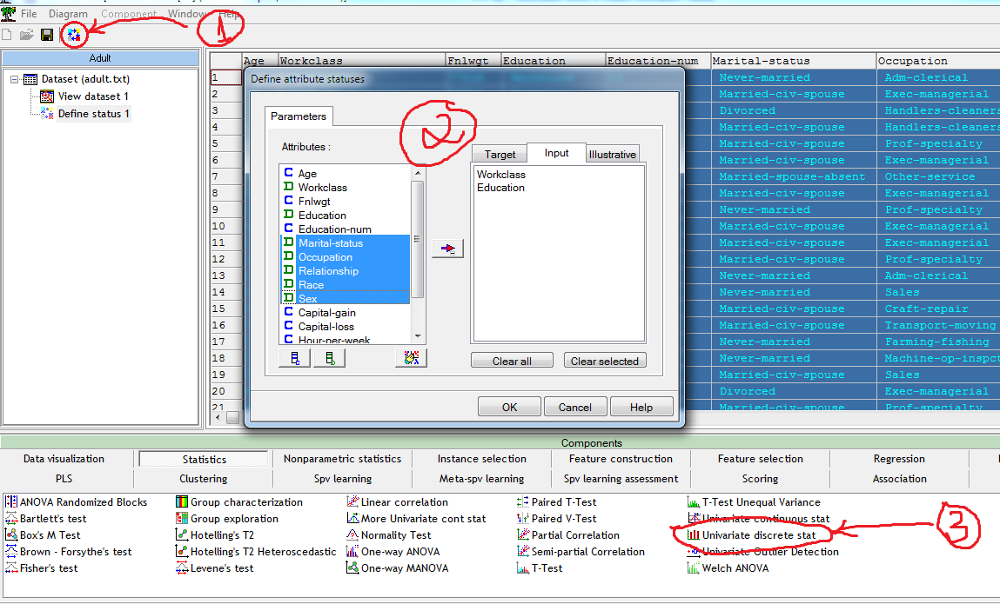 File Diagram Component Window Help
1
Adult
Dataset (adult.txt)
View dataset 1
Define status 1
Age Workclass Fnlwgt Education Education-num Marital-status Occupation
1 Never-married Adm-clerical
2 Married-civ-spouse Exec-managerial
3 Divorced Handlers-cleaners
4 Married-civ-spouse Handlers-cleaners
5 Married-civ-spouse Prof-specialty
6 Married-civ-spouse Exec-managerial
7 Married-spouse-absent Other-service
8 Married-civ-spouse Exec-managerial
9 Never-married Prof-specialty
10 Married-civ-spouse Exec-managerial
11 Married-civ-spouse Exec-managerial
12 Married-civ-spouse Prof-specialty
13 Never-married Adm-clerical
14 Never-married Sales
15 Married-civ-spouse Craft-repair
16 Married-civ-spouse Transport-moving
17 Never-married Farming-fishing
18 Never-married Machine-op-inspct
19 Married-civ-spouse Sales
20 Divorced Exec-managerial
21 Married-civ-spouse Prof-specialty
Define attribute statuses
Parameters
2
Attributes :
Target Input Illustrative
C Age
D Workclass
C Fnlwgt
D Education
C Education-num
D Marital-status
D Occupation
D Relationship
D Race
D Sex
C Capital-gain
C Capital-loss
C Hour-per-week
Workclass
Education
Clear all Clear selected
OK Cancel Help
Components
Data visualization Statistics Nonparametric statistics Instance selection Feature construction Feature selection Regression
PLS Clustering Spv learning Meta-spv learning Spv learning assessment Scoring Association
ANOVA Randomized Blocks Group characterization Linear correlation Paired T-Test T-Test Unequal Variance
Bartlett's test Group exploration More Univariate cont stat Paired V-Test Univariate continuous stat
Box's M Test Hotelling's T2 Normality Test Partial Correlation Univariate discrete stat
Brown - Forsythe's test Hotelling's T2 Heteroscedastic One-way ANOVA Semi-partial Correlation Univariate Outlier Detection
Fisher's test Levene's test One-way MANOVA T-Test Welch ANOVA
3